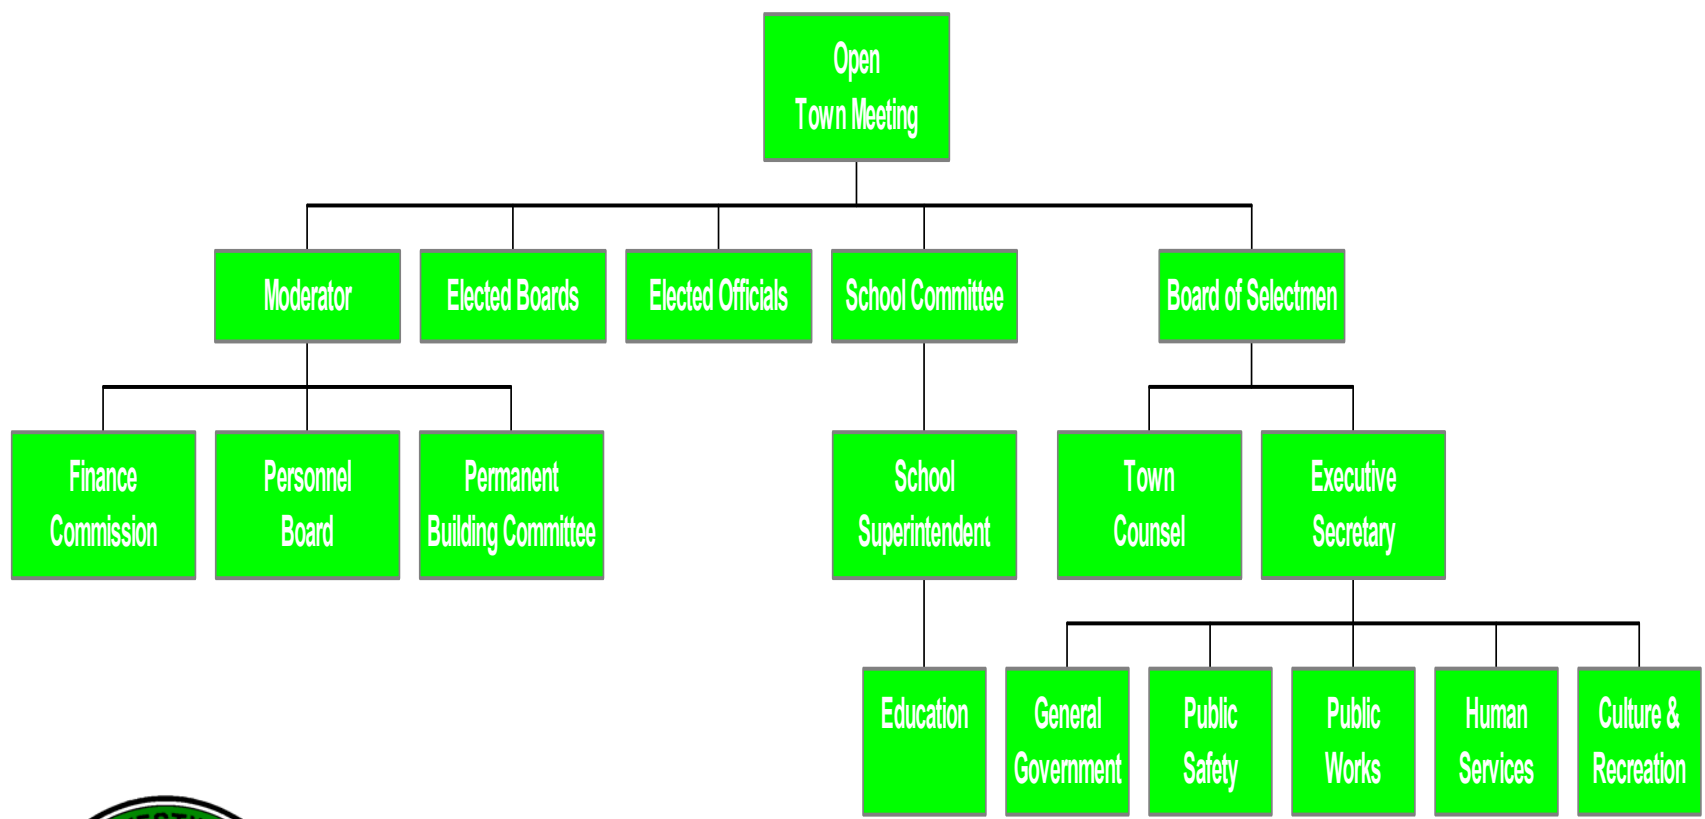 Open
Town Meeting
Moderator
Elected Boards
Elected Officials
School Committee
Board of Selectmen
Finance
Commission
Personnel
Board
Permanent
Building Committee
School
Superintendent
Town
Counsel
Executive
Secretary
Education
General
Government
Public
Safety
Public
Works
Human
Services
Culture &
Recreation